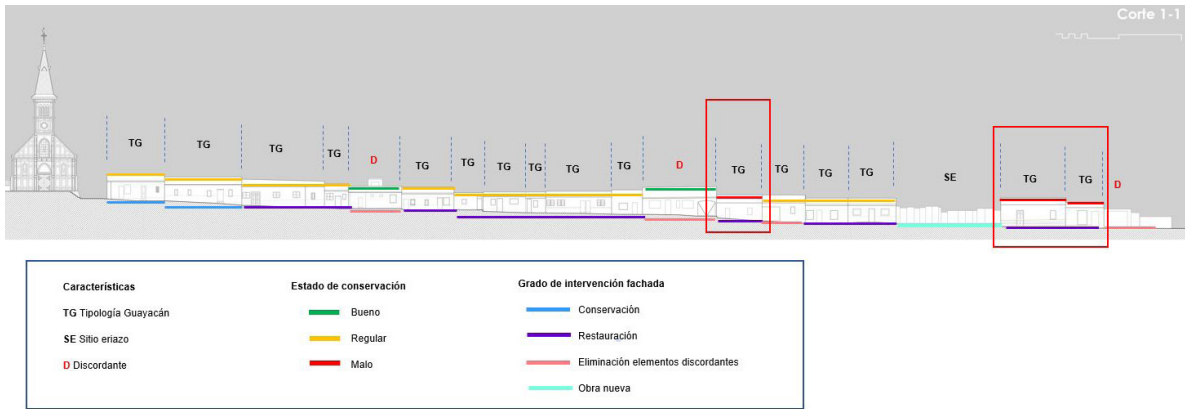 Corte 1-1
TG
TG
TG
TG
D
TG
TG
TG
TG
TG
TG
D
TG
TG
TG
TG
SE
TG
TG
D
Características
TG Tipología Guayacán
SE Sitio eriazo
D Discordante
Estado de conservación
Bueno
Regular
Malo
Grado de intervención fachada
Conservación
Restauración
Eliminación elementos discordantes
Obra nueva